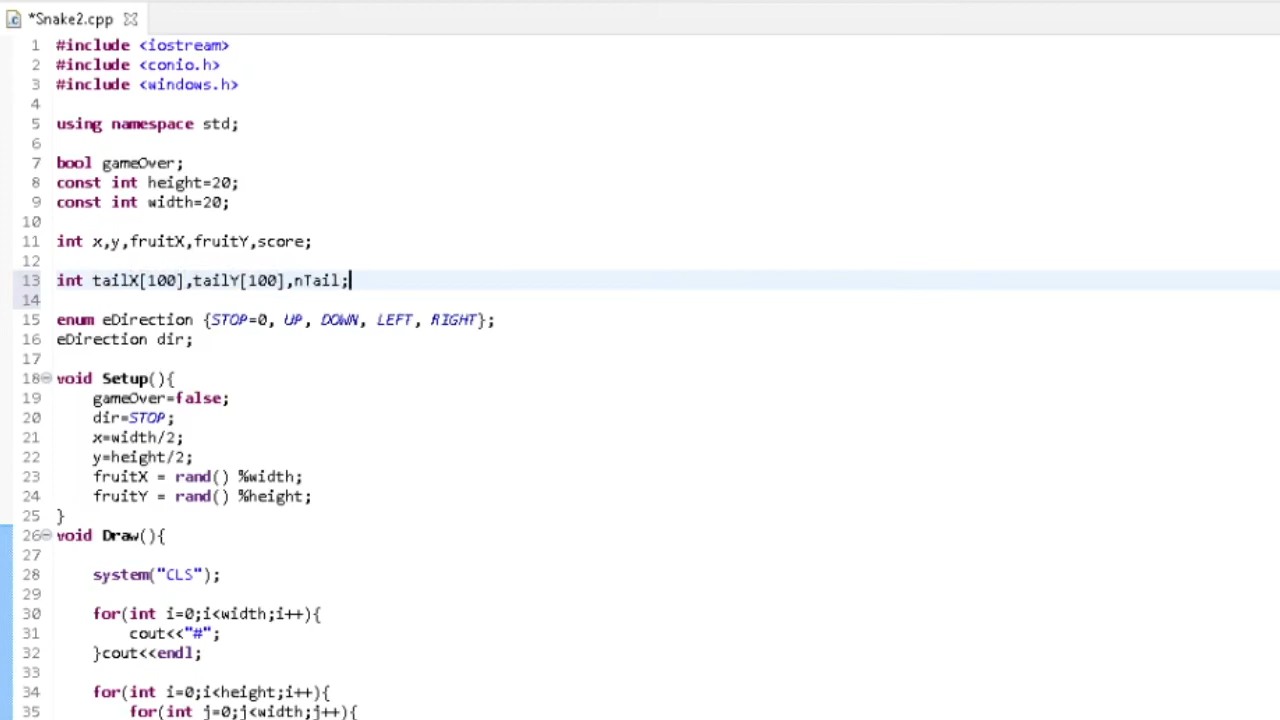 *Snake2.cpp
1 #include <iostream>
2 #include <conio.h>
3 #include <windows.h>
4
5 using namespace std;
6
7 bool gameOver;
8 const int height=20;
9 const int width=20;
10
11 int x,y,fruitX,fruitY,score;
12
13 int tailX[100],tailY[100],nTail;
14
15 enum eDirection {STOP=0, UP, DOWN, LEFT, RIGHT};
16 eDirection dir;
17
18 void Setup(){
19 gameOver=false;
20 dir=STOP;
21 x=width/2;
22 y=height/2;
23 fruitX = rand() %width;
24 fruitY = rand() %height;
25 }
26 void Draw(){
27
28 system("CLS");
29
30 for(int i=0;i<width;i++){
31 cout<<"#";
32 }cout<<endl;
33
34 for(int i=0;i<height;i++){
35 for(int j=0;j<width;j++){